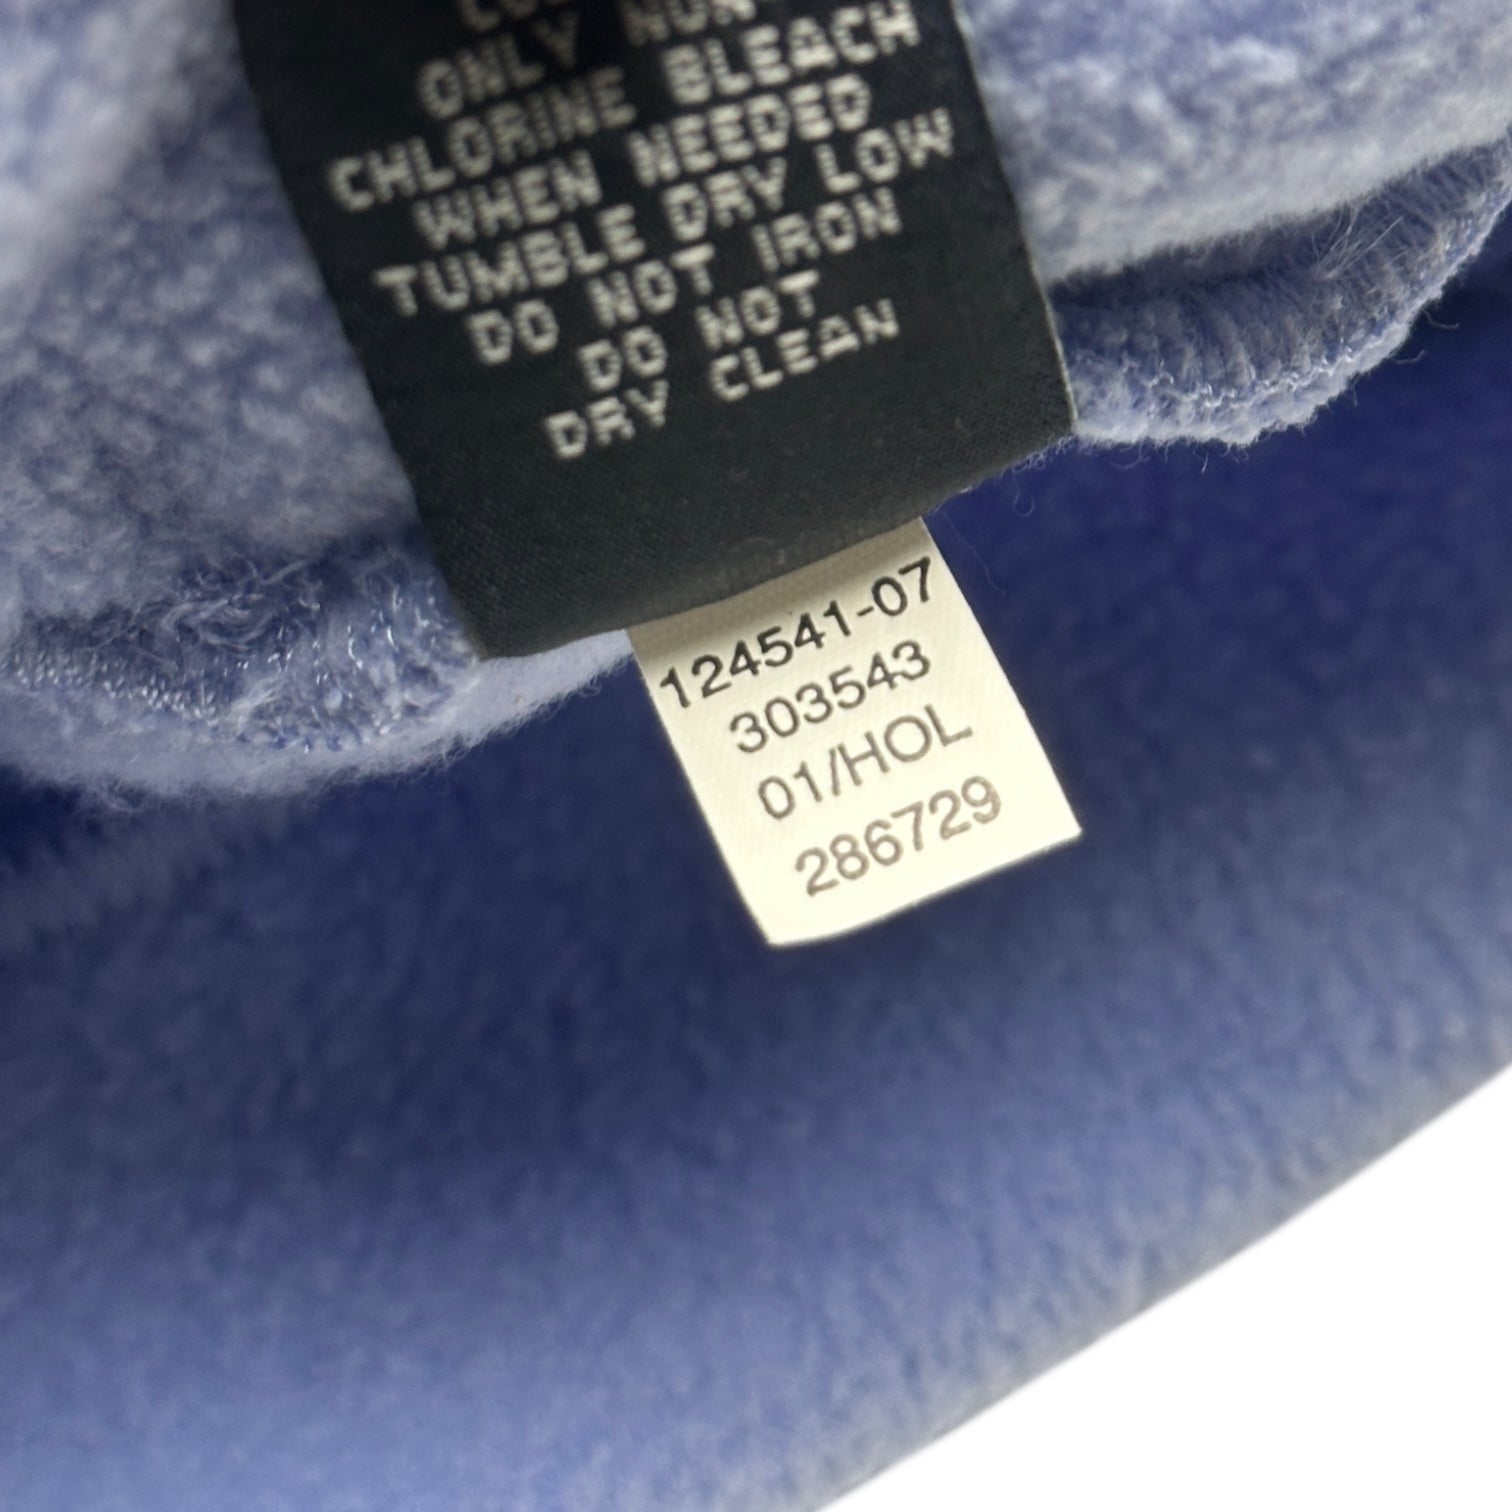 ONLY NON-
CHLORINE BLEACH
WHEN NEEDED
TUMBLE DRY LOW
DO NOT IRON
DO NOT
DRY CLEAN
124541-07
303543
01/HOL
286729